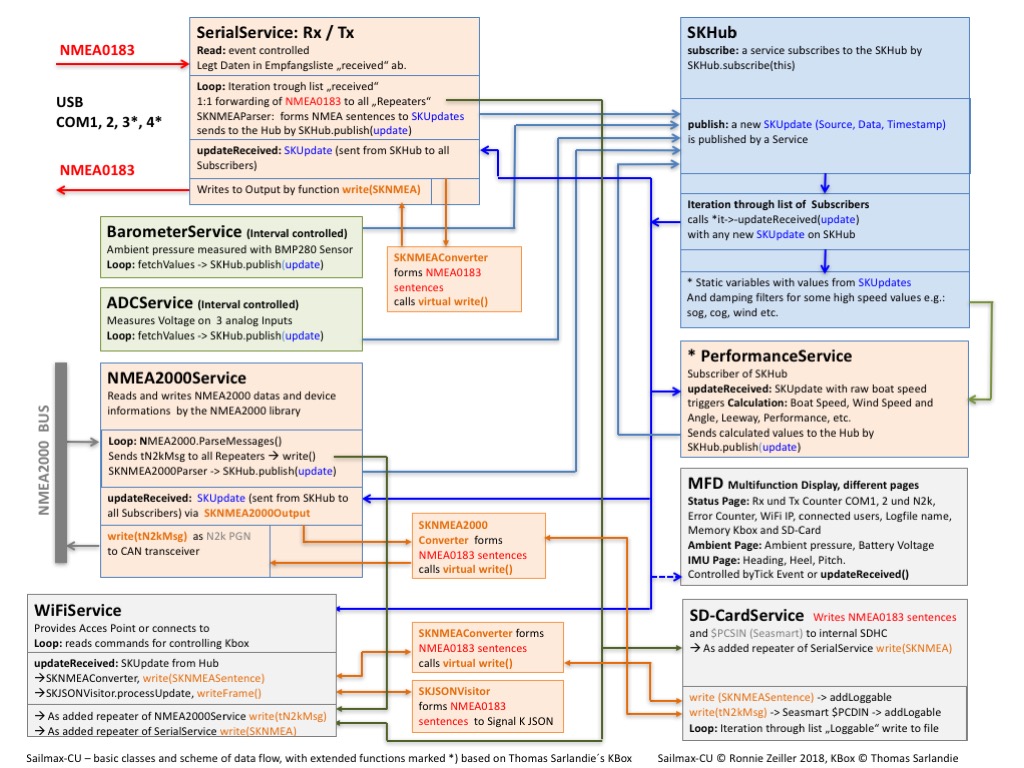 NMEA0183
USB
COM1, 2, 3*, 4*
NMEA0183
SerialService: Rx / Tx
Read: event controlled
Legt Daten in Empfangsliste „received“ ab.
Loop: Iteration trough list „received“
1:1 forwarding of NMEA0183 to all „Repeaters“
SKNMEAParser: forms NMEA sentences to SKUpdates
sends to the Hub by SKHub.publish(update)
updateReceived: SKUpdate (sent from SKHub to all
Subscribers)
Writes to Output by function write(SKNMEA)
BarometerService (Interval controlled)
Ambient pressure measured with BMP280 Sensor
Loop: fetchValues -> SKHub.publish(update)
SKNMEAConverter
forms NMEA0183
sentences
calls virtual write()
ADCService (Interval controlled)
Measures Voltage on 3 analog Inputs
Loop: fetchValues -> SKHub.publish(update)
NMEA2000 BUS
NMEA2000Service
Reads and writes NMEA2000 datas and device
informations by the NMEA2000 library
Loop: NMEA2000.ParseMessages()
Sends tN2kMsg to all Repeaters → write()
SKNMEA2000Parser -> SKHub.publish(update)
updateReceived: SKUpdate (sent from SKHub to
all Subscribers) via SKNMEA2000Output
write(tN2kMsg) as N2k PGN
to CAN transceiver
SKNMEA2000
Converter forms
NMEA0183 sentences
calls virtual write()
WiFiService
Provides Acces Point or connects to
Loop: reads commands for controlling Kbox
updateReceived: SKUpdate from Hub
→SKNMEAConverter, write(SKNMEASentence)
→SKJSONVisitor.processUpdate, writeFrame()
→ As added repeater of NMEA2000Service write(tN2kMsg)
→ As added repeater of SerialService write(SKNMEA)
SKNMEAConverter forms
NMEA0183 sentences
calls virtual write()
SKJSONVisitor
forms NMEA0183
sentences to Signal K JSON
SKHub
subscribe: a service subscribes to the SKHub by
SKHub.subscribe(this)
publish: a new SKUpdate (Source, Data, Timestamp)
is published by a Service
Iteration through list of Subscribers
calls *it->-updateReceived(update)
with any new SKUpdate on SKHub
* Static variables with values from SKUpdates
And damping filters for some high speed values e.g.:
sog, cog, wind etc.
* PerformanceService
Subscriber of SKHub
updateReceived: SKUpdate with raw boat speed
triggers Calculation: Boat Speed, Wind Speed and
Angle, Leeway, Performance, etc.
Sends calculated values to the Hub by
SKHub.publish(update)
MFD Multifunction Display, different pages
Status Page: Rx und Tx Counter COM1, 2 und N2k,
Error Counter, WiFi IP, connected users, Logfile name,
Memory Kbox and SD-Card
Ambient Page: Ambient pressure, Battery Voltage
IMU Page: Heading, Heel, Pitch.
Controlled byTick Event or updateReceived()
SD-CardService Writes NMEA0183 sentences
and $PCSIN (Seasmart) to internal SDHC
→ As added repeater of SerialService write(SKNMEA)
write (SKNMEASentence) -> addLoggable
write(tN2kMsg) -> Seasmart $PCDIN -> addLogable
Loop: Iteration through list „Loggable“ write to file
Sailmax-CU – basic classes and scheme of data flow, with extended functions marked *) based on Thomas Sarlandie´s KBox
Sailmax-CU © Ronnie Zeiller 2018, KBox © Thomas Sarlandie